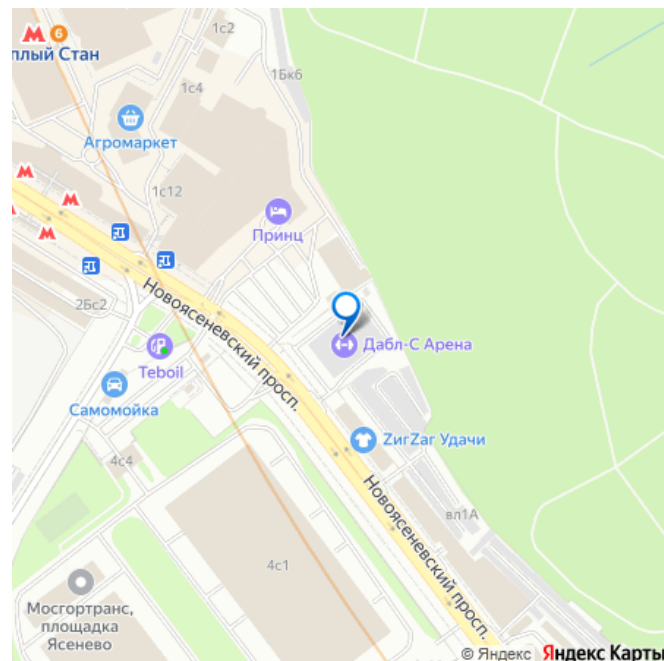 1с2
6
плый Стан
1Бк6
1с4
Агромаркет
1с12
Принц
2Бс2
Новоясеневский просп.
Дабл-С Арена
Teboil
Самомойка
ZигZаг Удачи
4с4
Новоясеневский просп.
вл1А
4с1
Мосгортранс,
площадка
Ясенево
© Яндекс Яндекс Карты